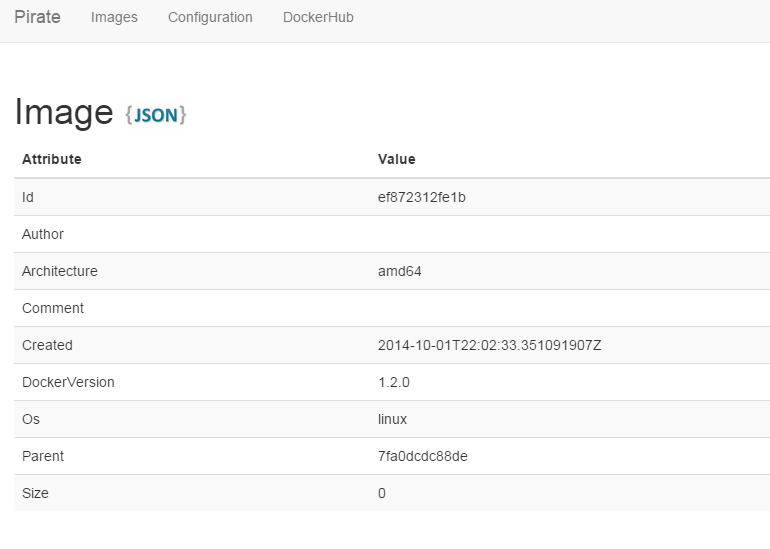 Pirate Images Configuration DockerHub
Image {JSON}
Attribute Value
Id ef872312fe1b
Author
Architecture amd64
Comment
Created 2014-10-01T22:02:33.351091907Z
DockerVersion 1.2.0
Os linux
Parent 7fa0dcdc88de
Size 0